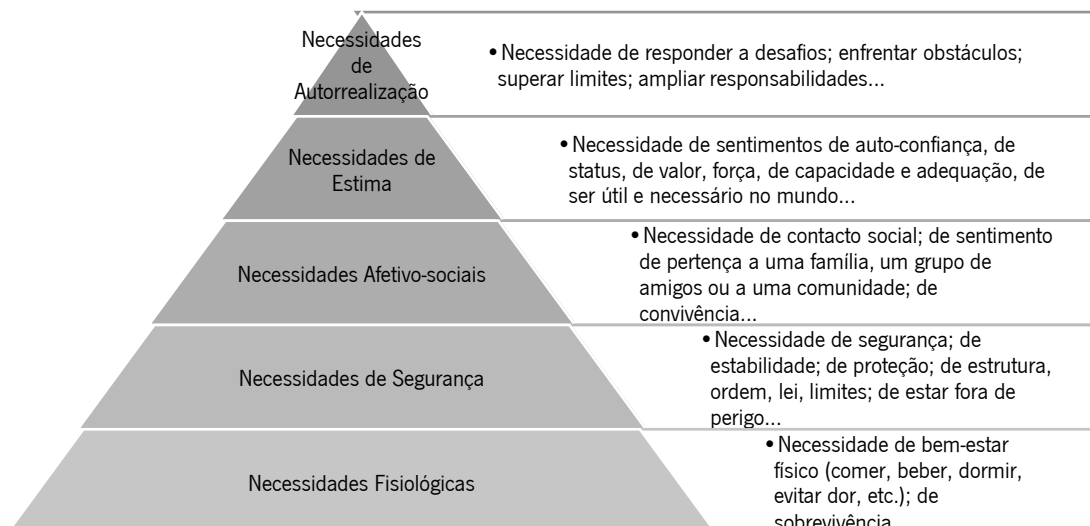 Necessidades
de
Autorrealização
• Necessidade de responder a desafios; enfrentar obstáculos;
superar limites; ampliar responsabilidades...
Necessidades de
Estima
• Necessidade de sentimentos de auto-confiança, de
status, de valor, força, de capacidade e adequação, de
ser útil e necessário no mundo...
Necessidades Afetivo-sociais
• Necessidade de contacto social; de sentimento
de pertença a uma família, um grupo de
amigos ou a uma comunidade; de
convivência...
Necessidades de Segurança
• Necessidade de segurança; de
estabilidade; de proteção; de estrutura,
ordem, lei, limites; de estar fora de
perigo...
Necessidades Fisiológicas
• Necessidade de bem-estar
físico (comer, beber, dormir,
evitar dor, etc.); de
sobrevivência